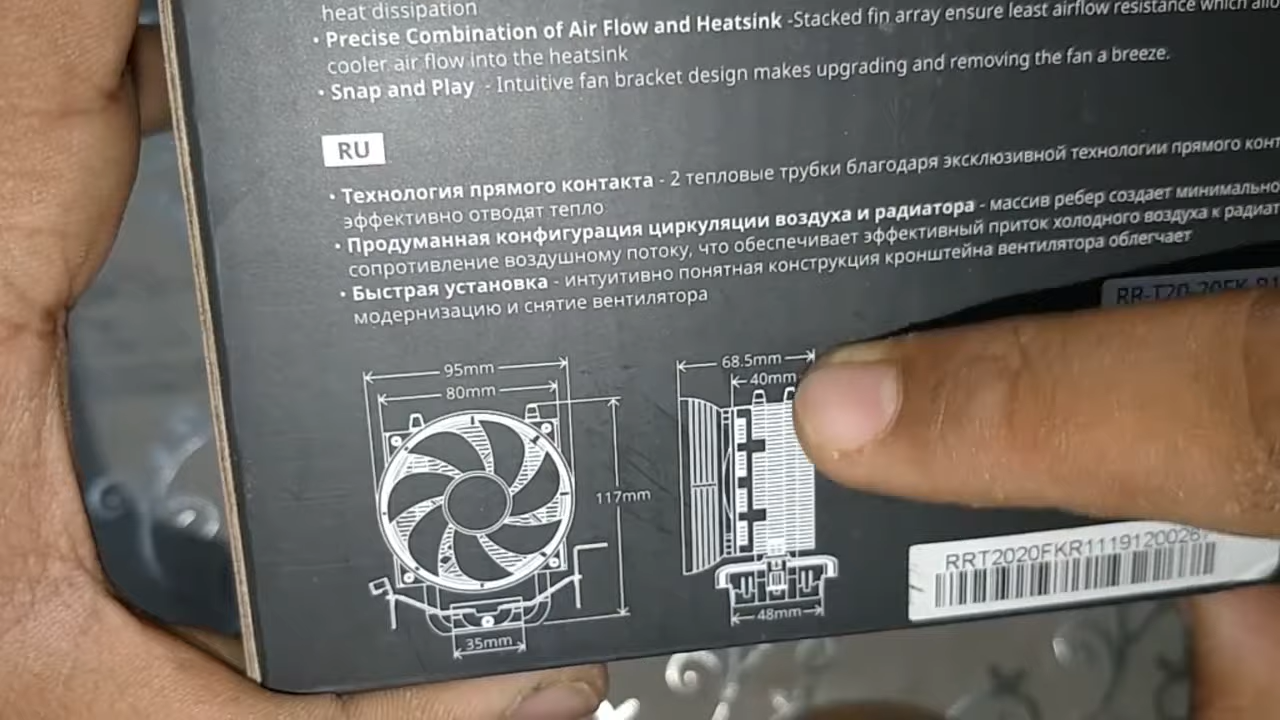 heat dissipation
• Precise Combination of Air Flow and Heatsink -Stacked fin array ensure least airflow resistance which
cooler air flow into the heatsink
• Snap and Play - Intuitive fan bracket design makes upgrading and removing the fan a breeze.
RU
• Технология прямого контакта - 2 тепловые трубки благодаря эксклюзивной технологии прямого
эффективно отводят тепло
• Продуманная конфигурация циркуляции воздуха и радиатора - массив ребер создает
сопротивление воздушному потоку, что обеспечивает эффективный приток холодного воздуха к
• Быстрая установка - интуитивно понятная конструкция кронштейна вентилятора облегчает
модернизацию и снятие вентилятора
95mm
80mm
117mm
35mm
68.5mm
40mm
48mm